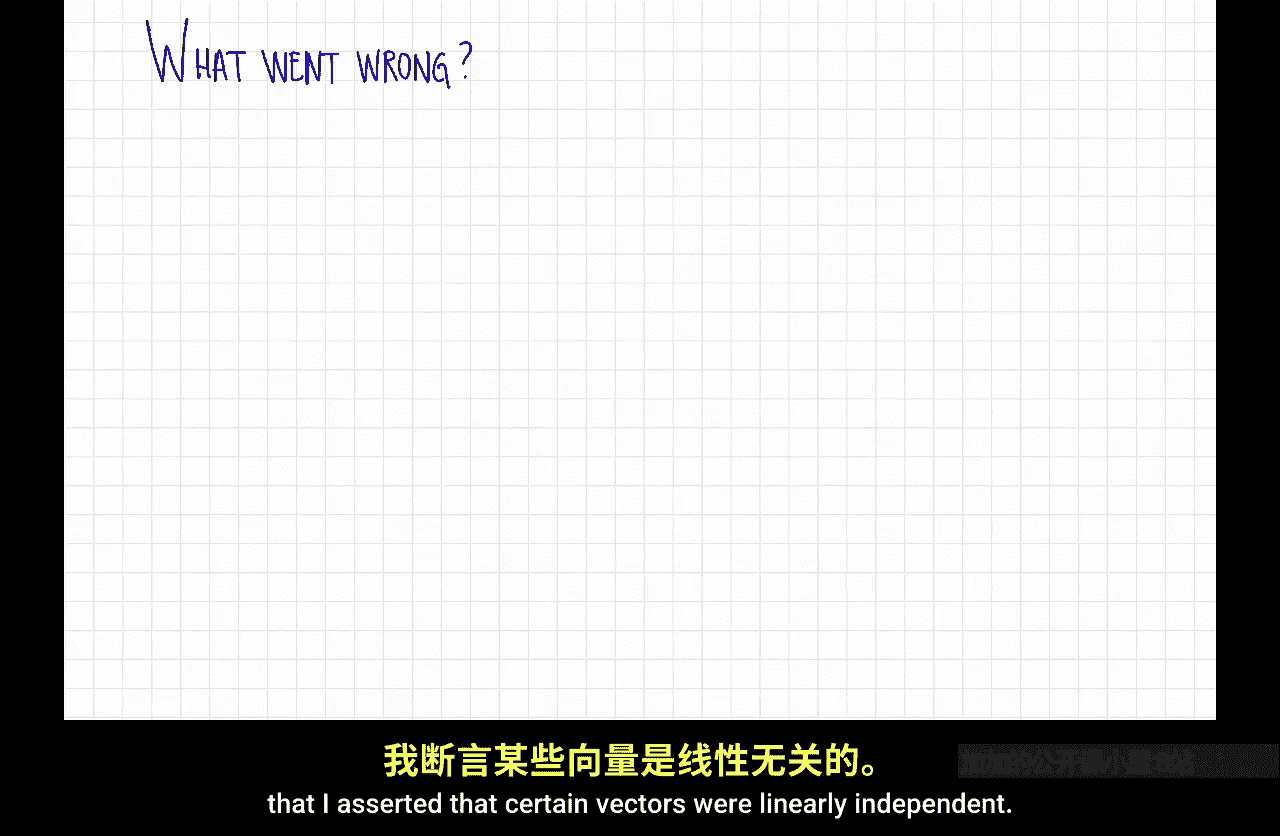 WHAT WENT WRONG?
我断言某些向量是线性无关的。
that I asserted that certain vectors were linearly independent.